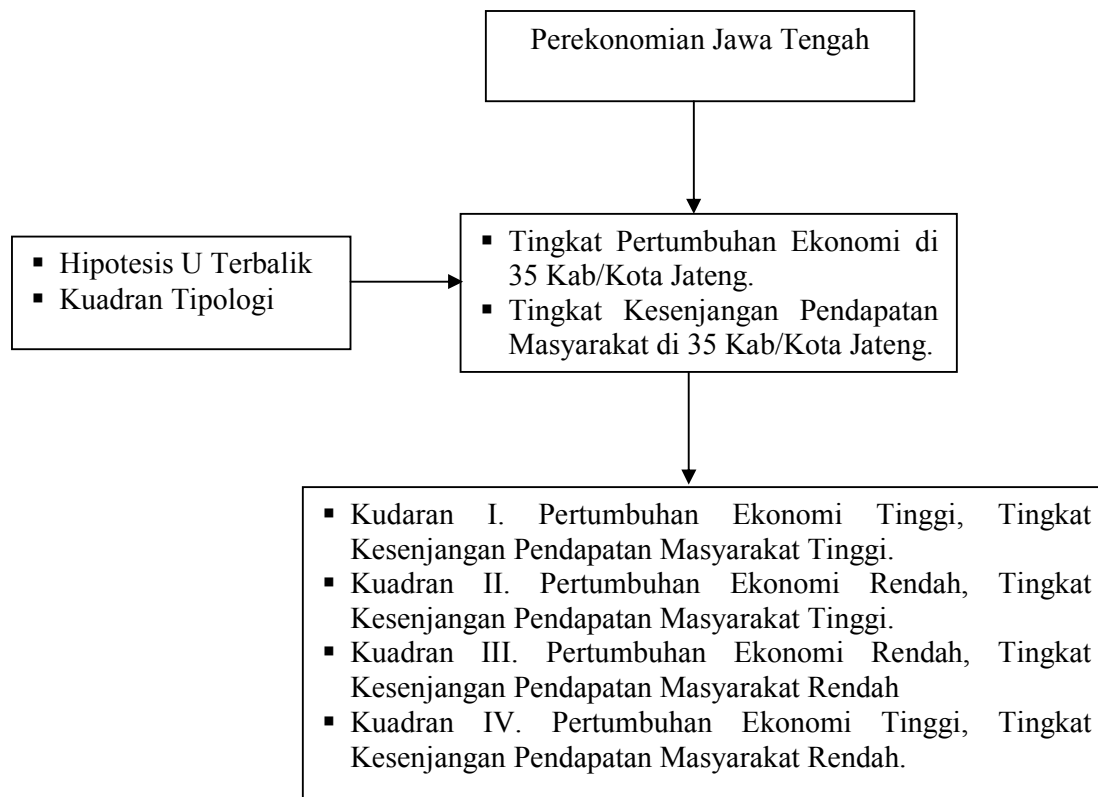 Perekonomian Jawa Tengah
▪ Hipotesis U Terbalik
▪ Kuadran Tipologi
▪ Tingkat Pertumbuhan Ekonomi di
35 Kab/Kota Jateng.
▪ Tingkat Kesenjangan Pendapatan
Masyarakat di 35 Kab/Kota Jateng.
▪ Kudaran I. Pertumbuhan Ekonomi Tinggi, Tingkat
Kesenjangan Pendapatan Masyarakat Tinggi.
▪ Kuadran II. Pertumbuhan Ekonomi Rendah, Tingkat
Kesenjangan Pendapatan Masyarakat Tinggi.
▪ Kuadran III. Pertumbuhan Ekonomi Rendah, Tingkat
Kesenjangan Pendapatan Masyarakat Rendah
▪ Kuadran IV. Pertumbuhan Ekonomi Tinggi, Tingkat
Kesenjangan Pendapatan Masyarakat Rendah.